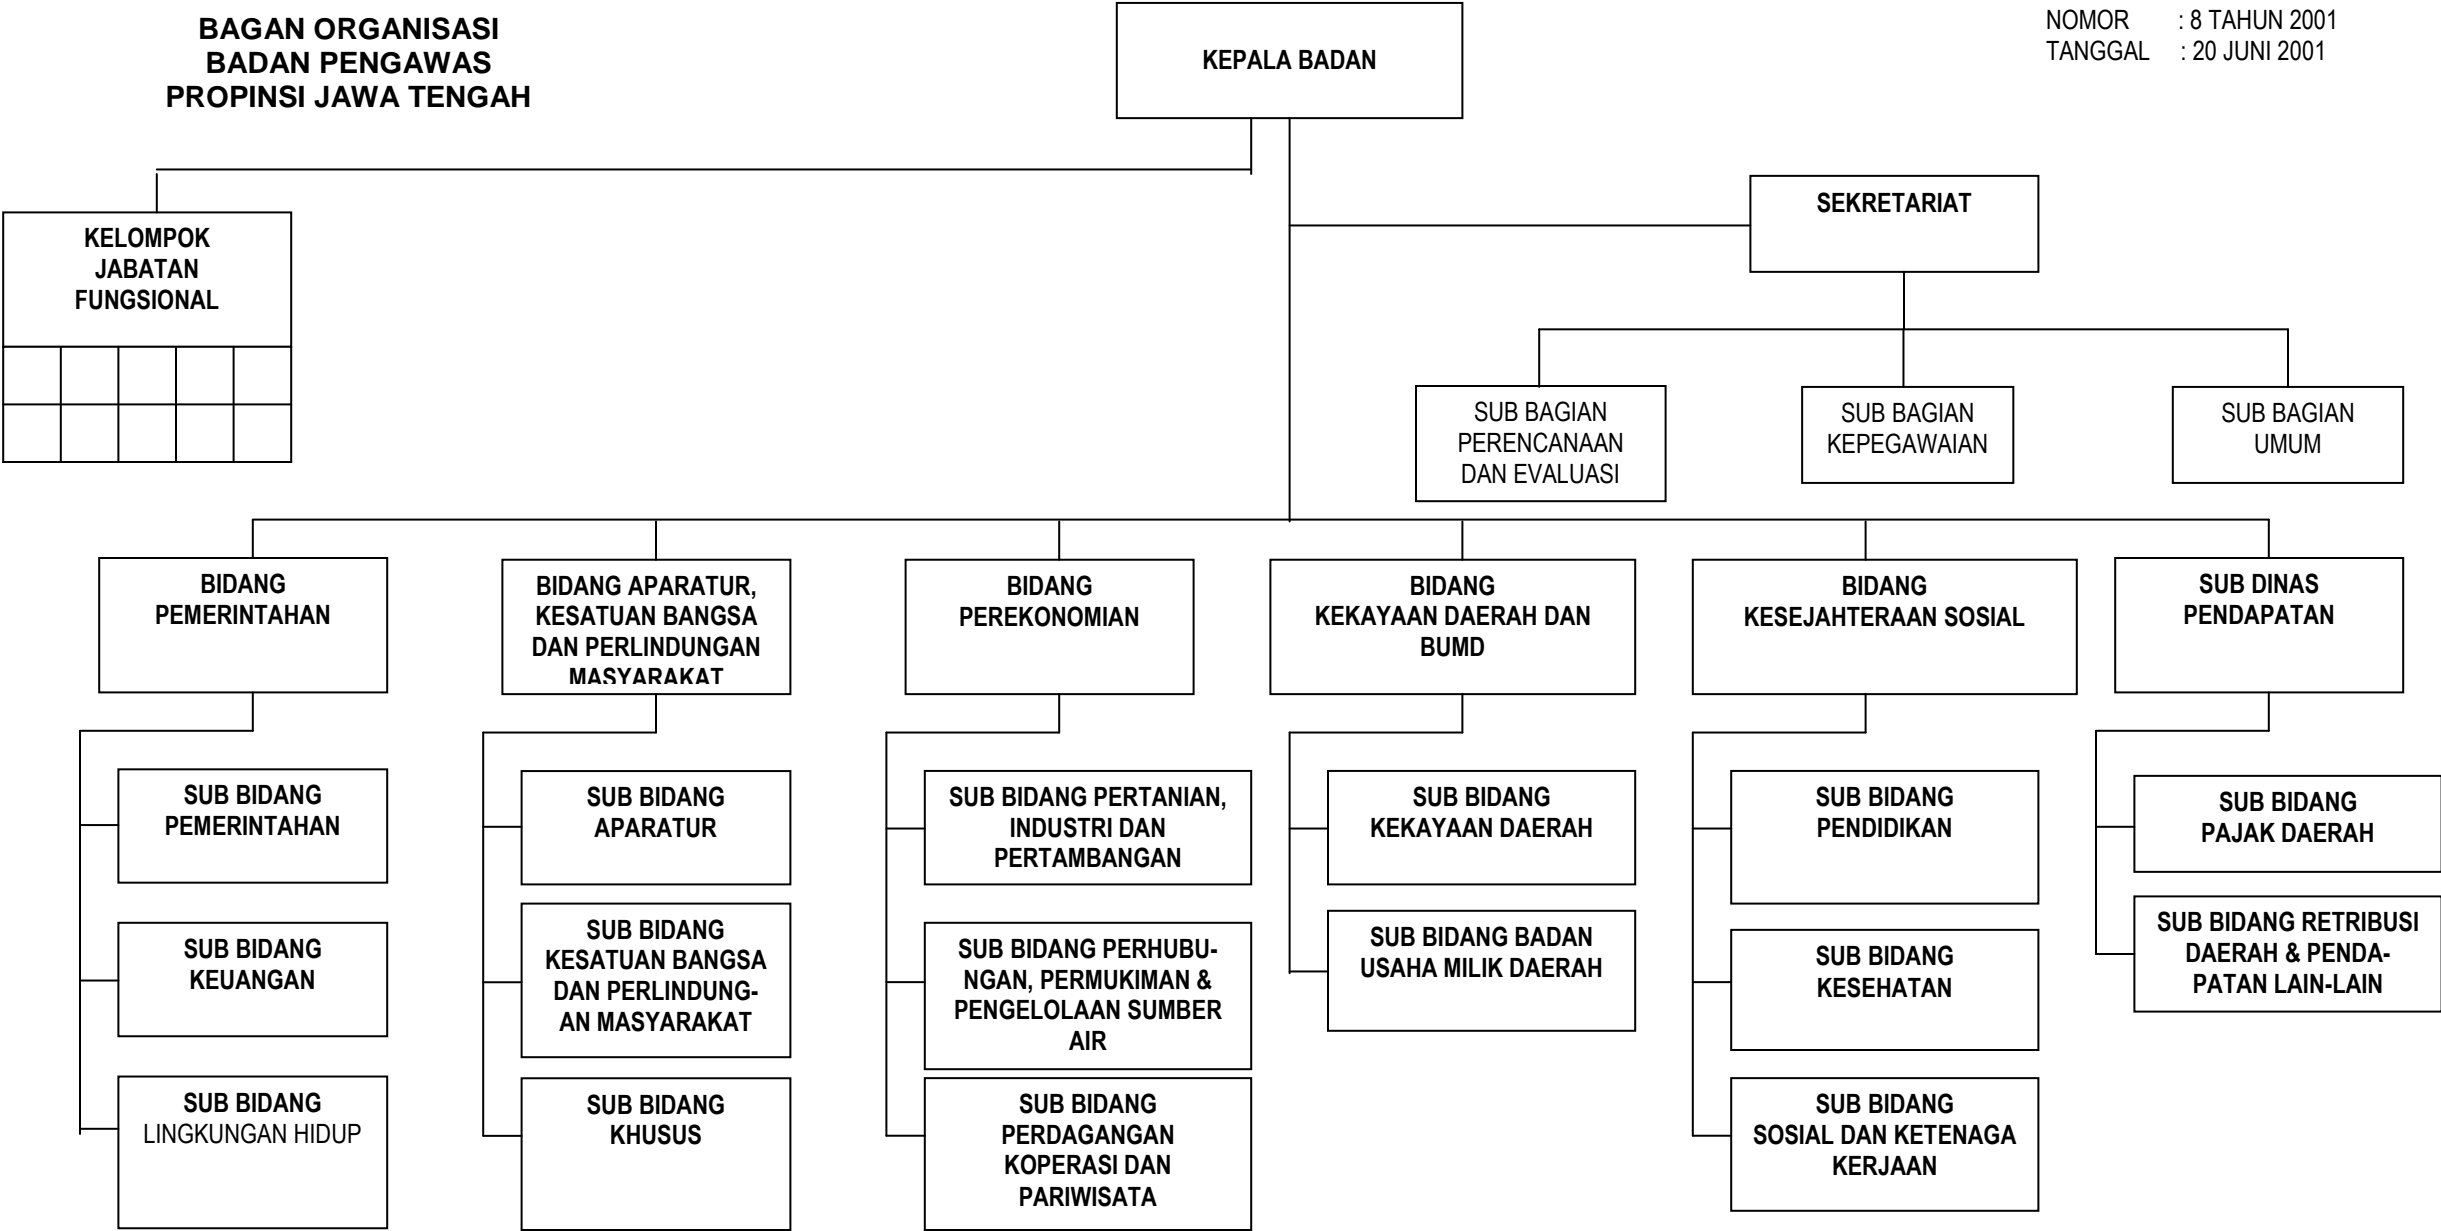 BAGAN ORGANISASI
BADAN PENGAWAS
PROPINSI JAWA TENGAH
KEPALA BADAN
NOMOR : 8 TAHUN 2001
TANGGAL : 20 JUNI 2001
SEKRETARIAT
KELOMPOK
JABATAN
FUNGSIONAL
SUB BAGIAN
PERENCANAAN
DAN EVALUASI
SUB BAGIAN
KEPEGAWAIAN
SUB BAGIAN
UMUM
BIDANG
PEMERINTAHAN
BIDANG APARATUR,
KESATUAN BANGSA
DAN PERLINDUNGAN
MASYARAKAT
BIDANG
PEREKONOMIAN
BIDANG
KEKAYAAN DAERAH DAN
BUMD
BIDANG
KESEJAHTERAAN SOSIAL
SUB DINAS
PENDAPATAN
SUB BIDANG
PEMERINTAHAN
SUB BIDANG
KEUANGAN
SUB BIDANG
LINGKUNGAN HIDUP
SUB BIDANG
APARATUR
SUB BIDANG
KESATUAN BANGSA
DAN PERLINDUNG-
AN MASYARAKAT
SUB BIDANG
KHUSUS
SUB BIDANG PERTANIAN,
INDUSTRI DAN
PERTAMBANGAN
SUB BIDANG PERHUBU-
NGAN, PERMUKIMAN &
PENGELOLAAN SUMBER
AIR
SUB BIDANG
PERDAGANGAN
KOPERASI DAN
PARIWISATA
SUB BIDANG
KEKAYAAN DAERAH
SUB BIDANG BADAN
USAHA MILIK DAERAH
SUB BIDANG
PENDIDIKAN
SUB BIDANG
KESEHATAN
SUB BIDANG
SOSIAL DAN KETENAGA
KERJAAN
SUB BIDANG
PAJAK DAERAH
SUB BIDANG RETRIBUSI
DAERAH & PENDA-
PATAN LAIN-LAIN